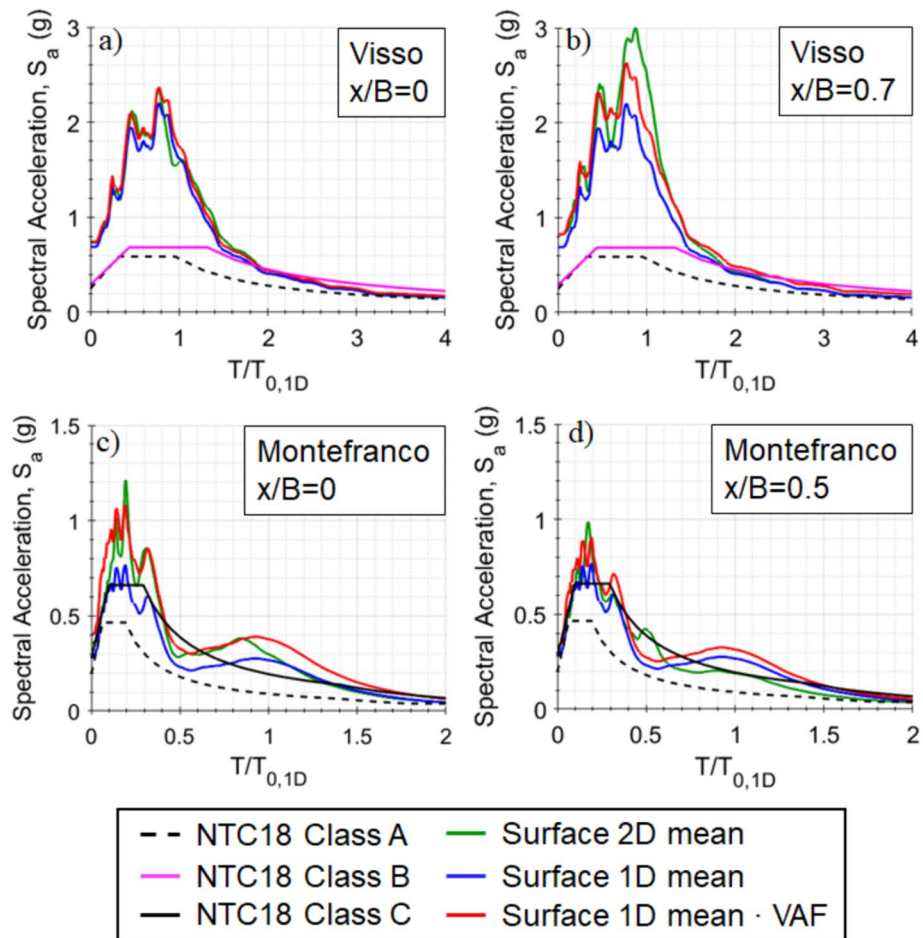 a)
Visso
x/B=0
Spectral Acceleration, Sₐ (g)
3
2
1
0
0 1 2 3 4
T/T₀,₁D
b)
Visso
x/B=0.7
Spectral Acceleration, Sₐ (g)
3
2
1
0
0 1 2 3 4
T/T₀,₁D
c)
Montefranco
x/B=0
Spectral Acceleration, Sₐ (g)
1.5
1
0.5
0
0 0.5 1 1.5 2
T/T₀,₁D
d)
Montefranco
x/B=0.5
Spectral Acceleration, Sₐ (g)
1.5
1
0.5
0
0 0.5 1 1.5 2
T/T₀,₁D
NTC18 Class A
NTC18 Class B
NTC18 Class C
Surface 2D mean
Surface 1D mean
Surface 1D mean · VAF